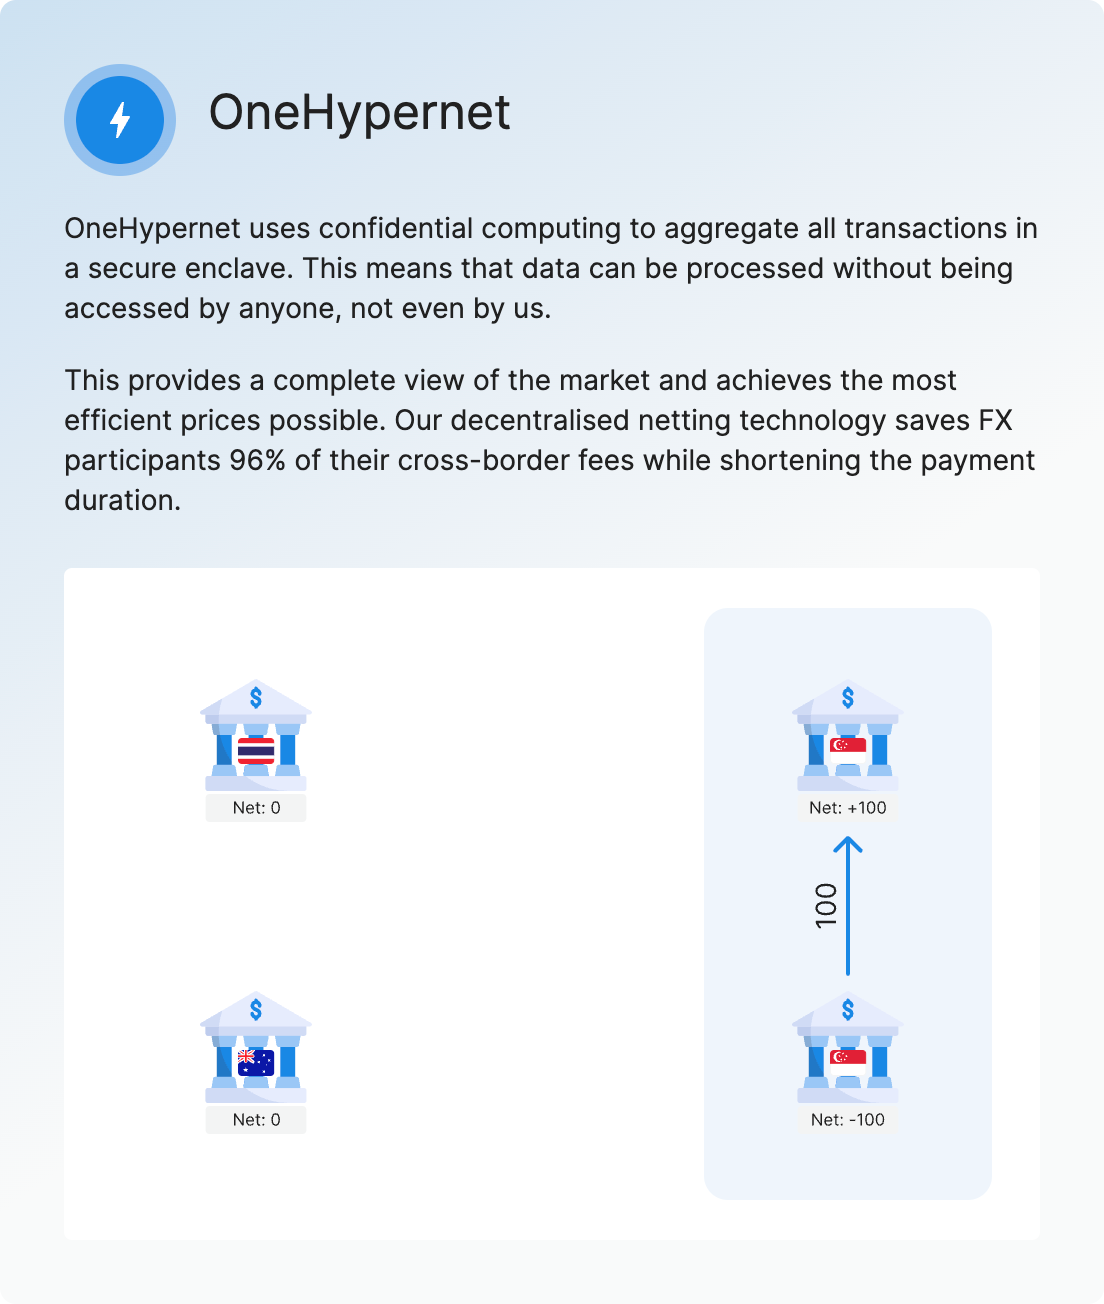 OneHypernet
OneHypernet uses confidential computing to aggregate all transactions in
a secure enclave. This means that data can be processed without being
accessed by anyone, not even by us.
This provides a complete view of the market and achieves the most
efficient prices possible. Our decentralised netting technology saves FX
participants 96% of their cross-border fees while shortening the payment
duration.
$
$
Net: 0
Net: +100
100
$
$
Net: 0
Net: -100